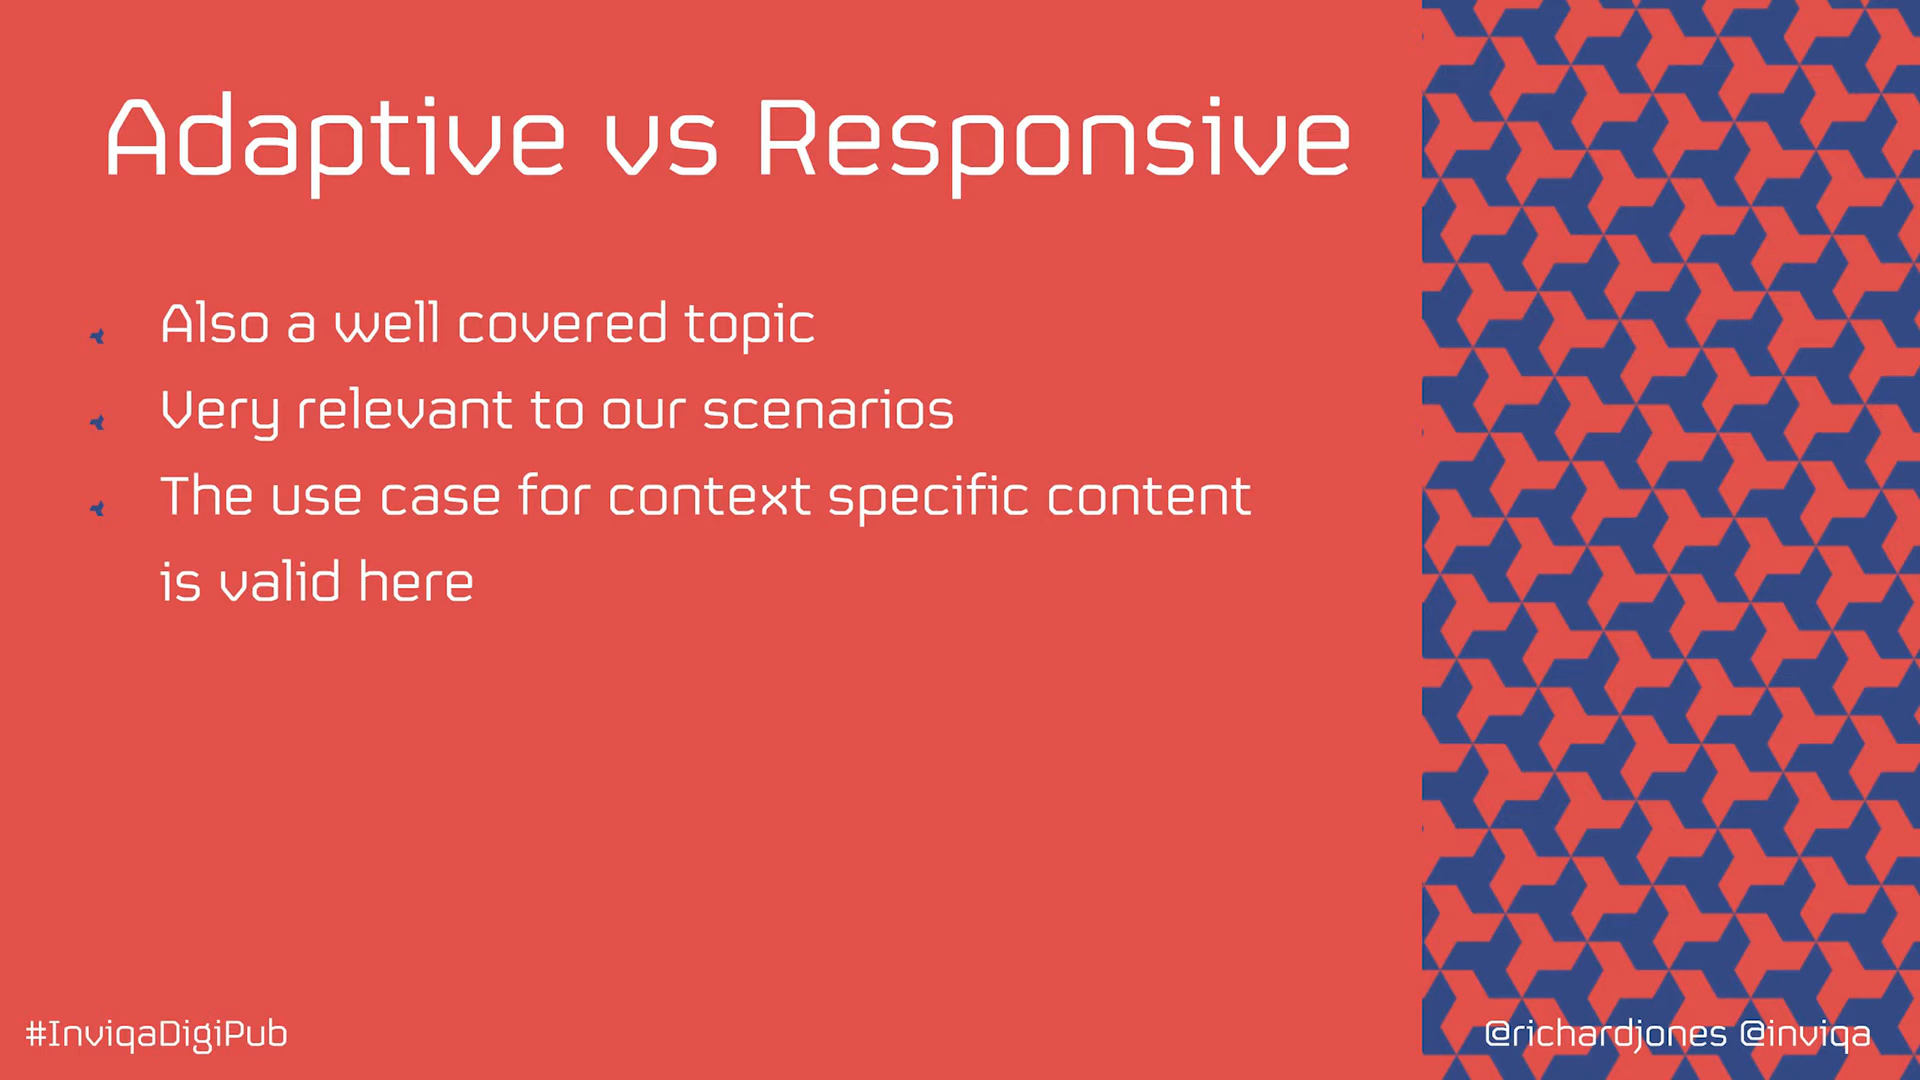 Adaptive vs Responsive
Also a well covered topic
Very relevant to our scenarios
The use case for context specific content
is valid here
#InviqaDigiPub
@richardjones @inviqa